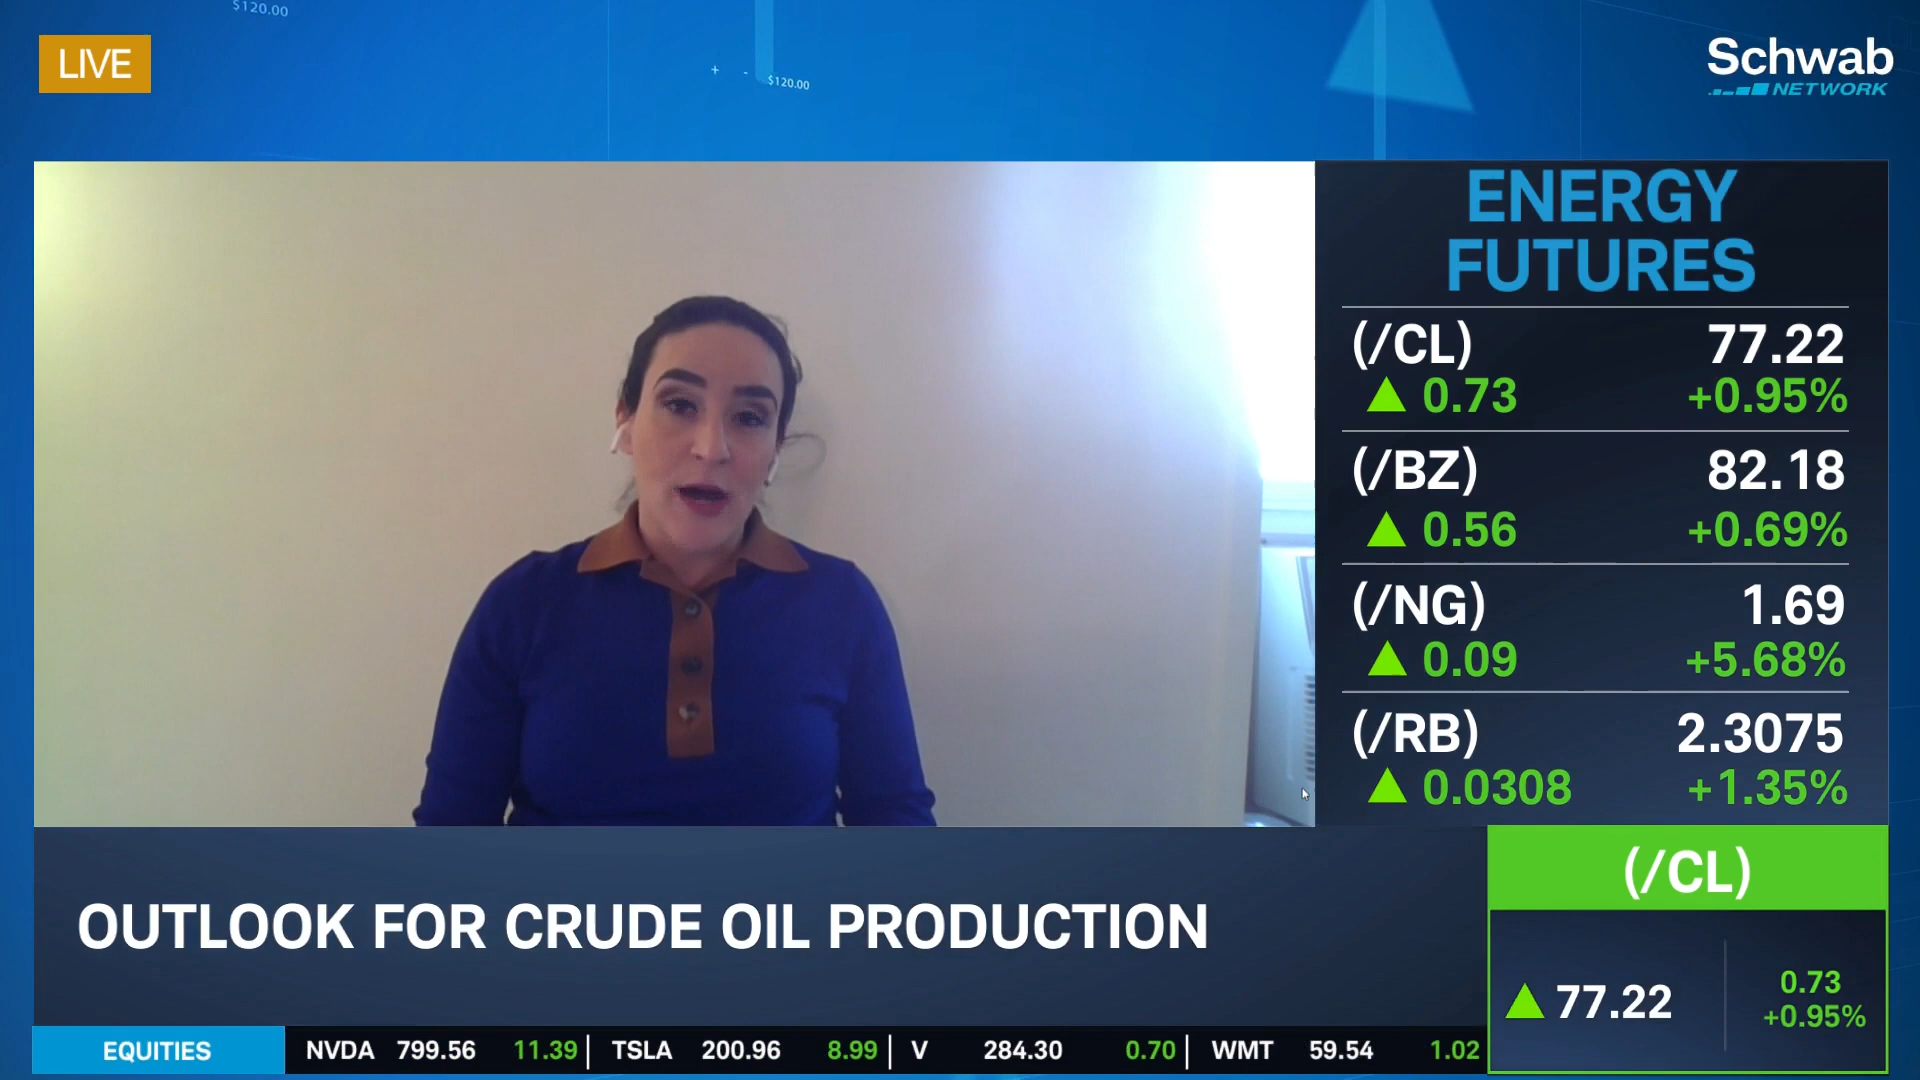 $120.00
LIVE
+ - $120.00
Schwab
NETWORK
ENERGY
FUTURES
(/CL) 77.22
▲ 0.73 +0.95%
(/BZ) 82.18
▲ 0.56 +0.69%
(/NG) 1.69
▲ 0.09 +5.68%
(/RB) 2.3075
▲ 0.0308 +1.35%
OUTLOOK FOR CRUDE OIL PRODUCTION
(/CL)
▲ 77.22 0.73
+0.95%
EQUITIES NVDA 799.56 11.39 TSLA 200.96 8.99 V 284.30 0.70 WMT 59.54 1.02